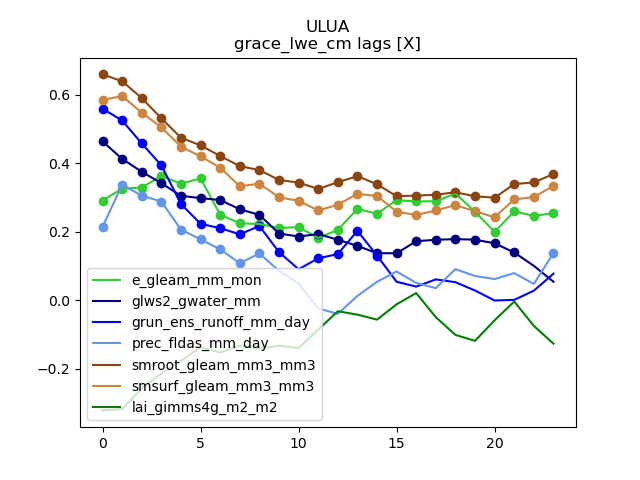 ULUA
grace_lwe_cm lags [X]
0.6
0.4
0.2
0.0
−0.2
e_gleam_mm_mon
glws2_gwater_mm
grun_ens_runoff_mm_day
prec_fldas_mm_day
smroot_gleam_mm3_mm3
smsurf_gleam_mm3_mm3
lai_gimms4g_m2_m2
0 5 10 15 20